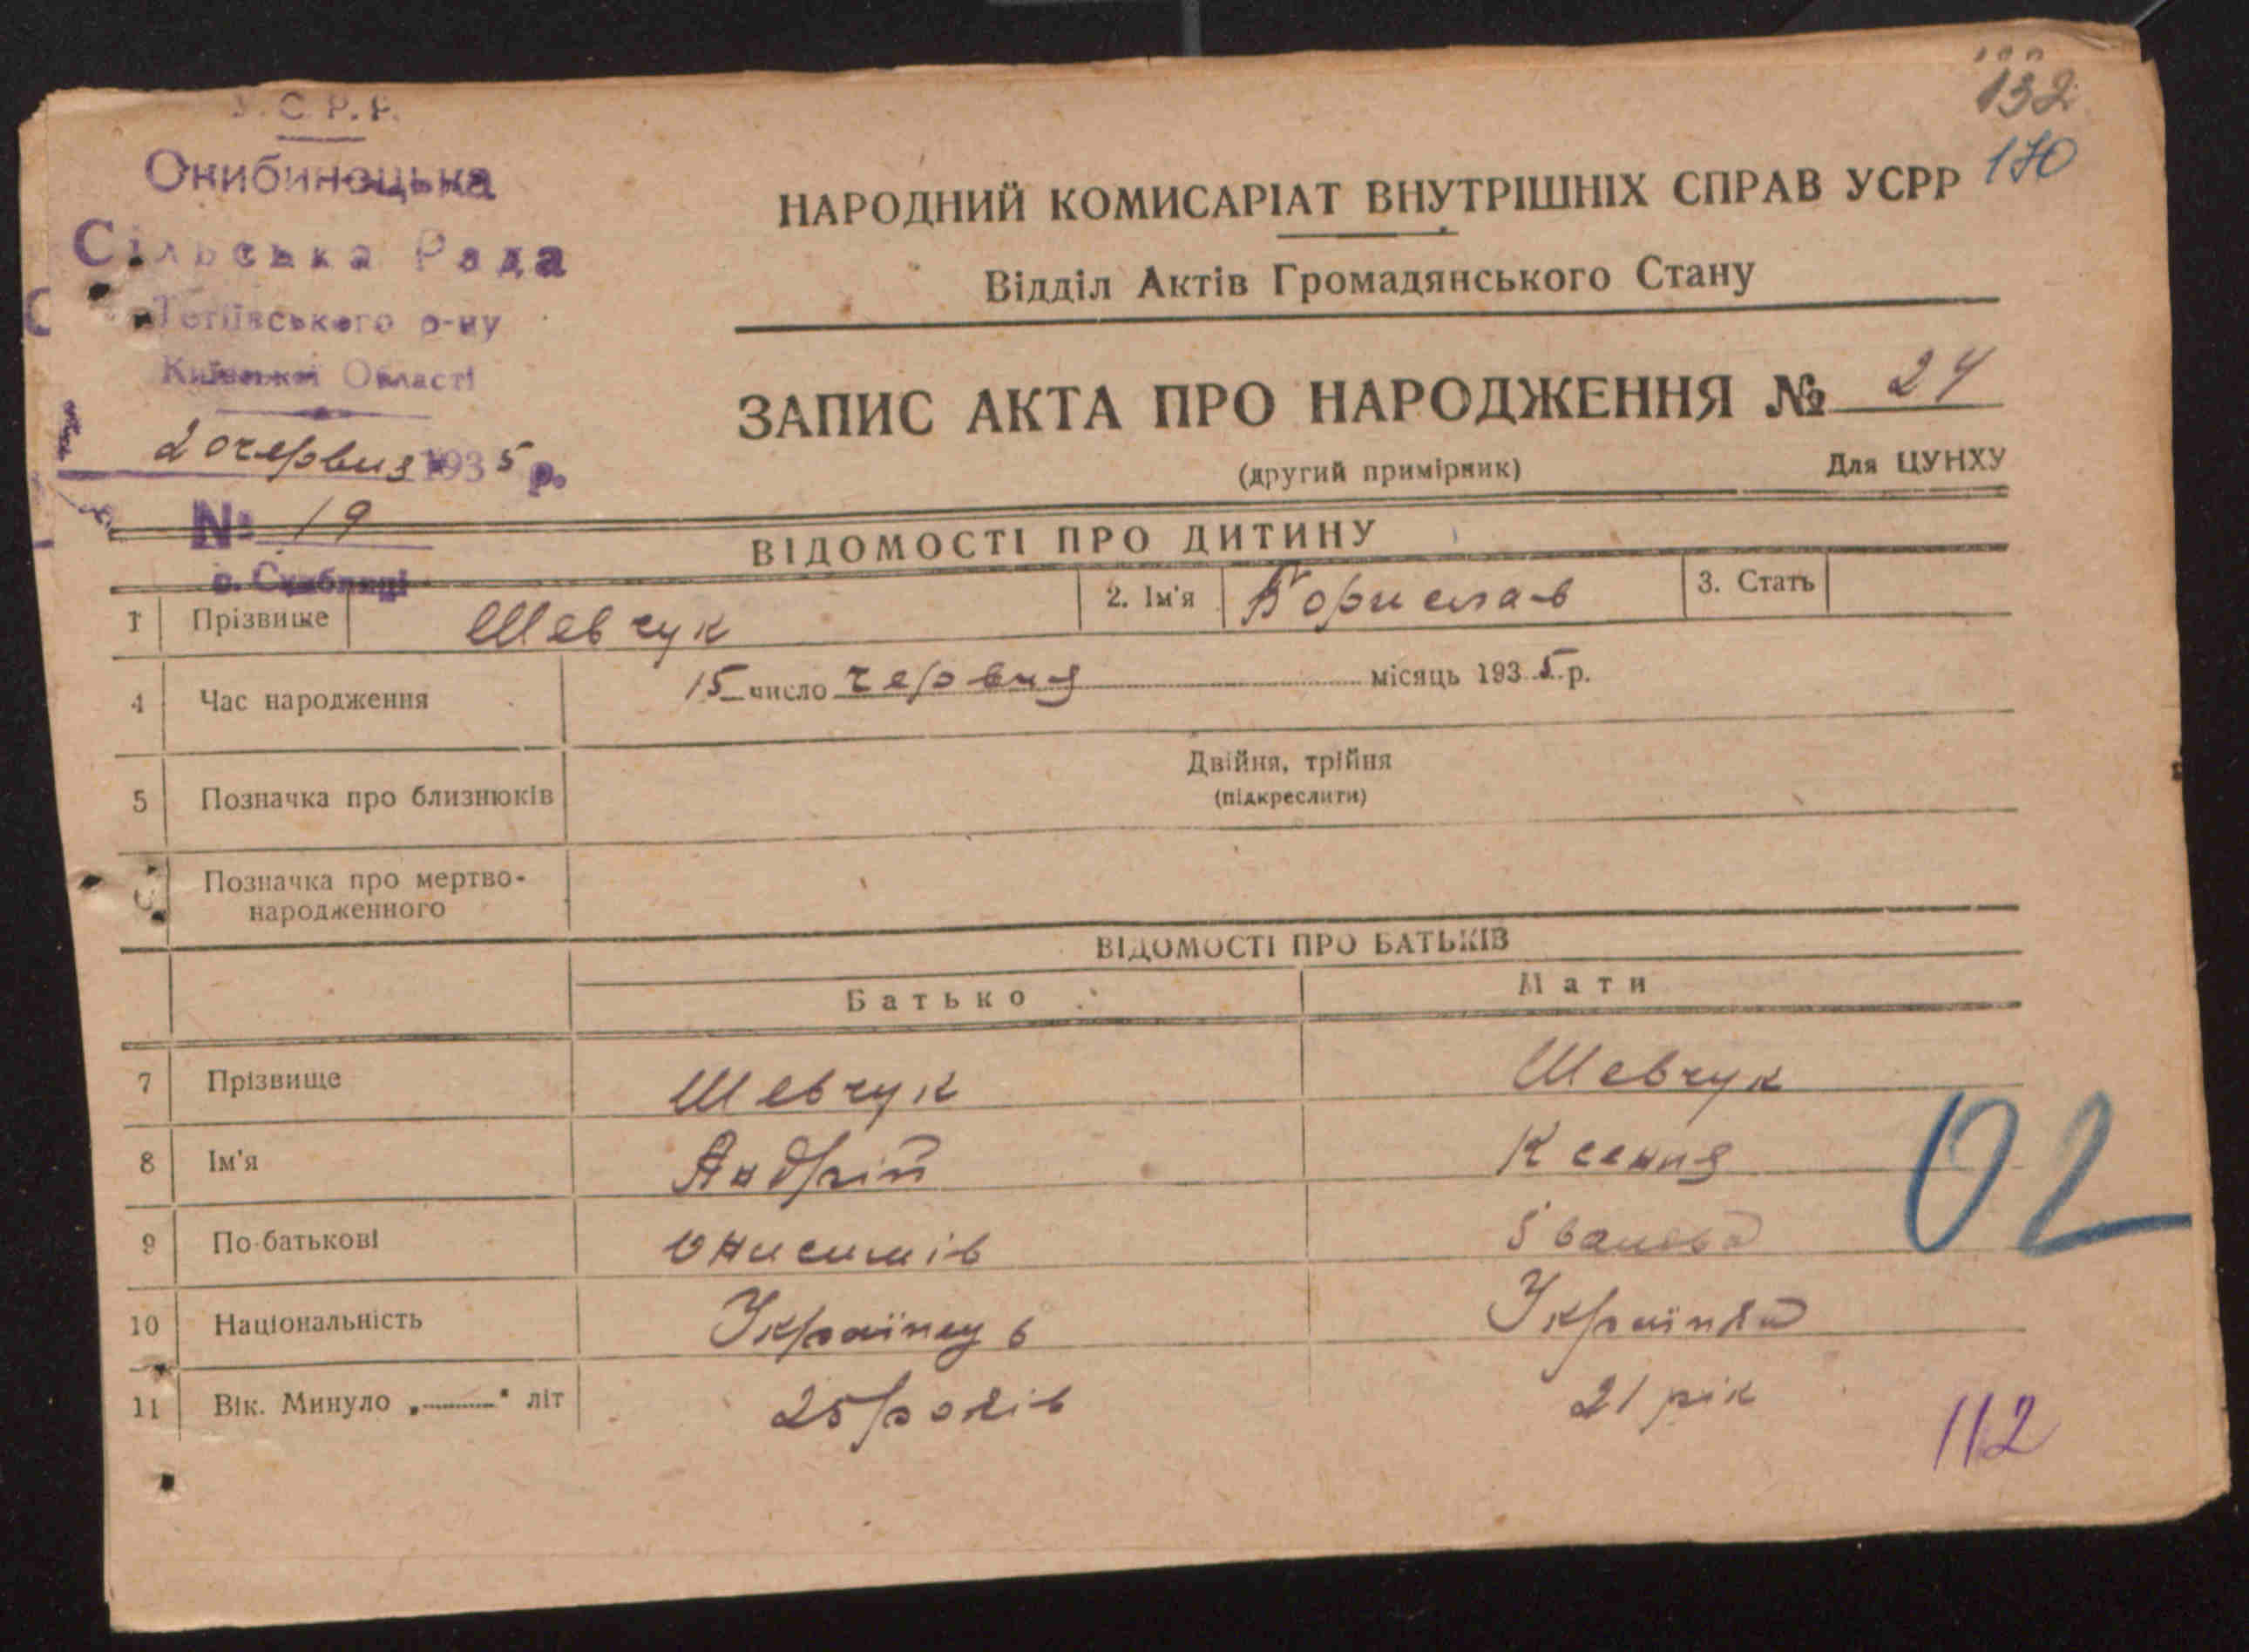 У.С.Р.Р.
Скибинецька
Сільська Рада
Тетіївського р-ну
Київської Області
20 червня 1935 р.
№ 19
с. Скибинці
132
170
НАРОДНИЙ КОМИСАРІАТ ВНУТРІШНІХ СПРАВ УСРР
Відділ Актів Громадянського Стану
ЗАПИС АКТА ПРО НАРОДЖЕННЯ № 24
(другий примірник) Для ЦУНХУ
ВІДОМОСТІ ПРО ДИТИНУ
1 Прізвище Шевчук 2. Ім'я Борислав 3. Стать
4 Час народження 15 число червня місяць 1935 р.
5 Позначка про близнюків Двійня, трійня
(підкреслити)
Позначка про мертво-
народженного
ВІДОМОСТІ ПРО БАТЬКІВ
Батько Мати
7 Прізвище Шевчук Шевчук
8 Ім'я Андрій Ксения
9 По-батькові Онисимів Іванова
10 Національність Українець Українка
11 Вік. Минуло „ " літ 25 років 21 рік
02
112